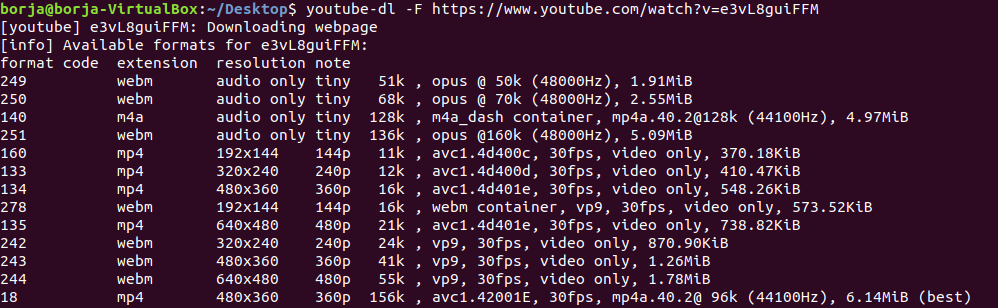 borja@borja-VirtualBox:~/Desktop$ youtube-dl -F https://www.youtube.com/watch?v=e3vL8guiFFM
[youtube] e3vL8guiFFM: Downloading webpage
[info] Available formats for e3vL8guiFFM:
format code  extension  resolution note
249          webm       audio only tiny   51k , opus @ 50k (48000Hz), 1.91MiB
250          webm       audio only tiny   68k , opus @ 70k (48000Hz), 2.55MiB
140          m4a        audio only tiny  128k , m4a_dash container, mp4a.40.2@128k (44100Hz), 4.97MiB
251          webm       audio only tiny  136k , opus @160k (48000Hz), 5.09MiB
160          mp4        192x144    144p   11k , avc1.4d400c, 30fps, video only, 370.18KiB
133          mp4        320x240    240p   12k , avc1.4d400d, 30fps, video only, 410.47KiB
134          mp4        480x360    360p   16k , avc1.4d401e, 30fps, video only, 548.26KiB
278          webm       192x144    144p   16k , webm container, vp9, 30fps, video only, 573.52KiB
135          mp4        640x480    480p   21k , avc1.4d401e, 30fps, video only, 738.82KiB
242          webm       320x240    240p   24k , vp9, 30fps, video only, 870.90KiB
243          webm       480x360    360p   41k , vp9, 30fps, video only, 1.26MiB
244          webm       640x480    480p   55k , vp9, 30fps, video only, 1.78MiB
18           mp4        480x360    360p  156k , avc1.42001E, 30fps, mp4a.40.2@ 96k (44100Hz), 6.14MiB (best)